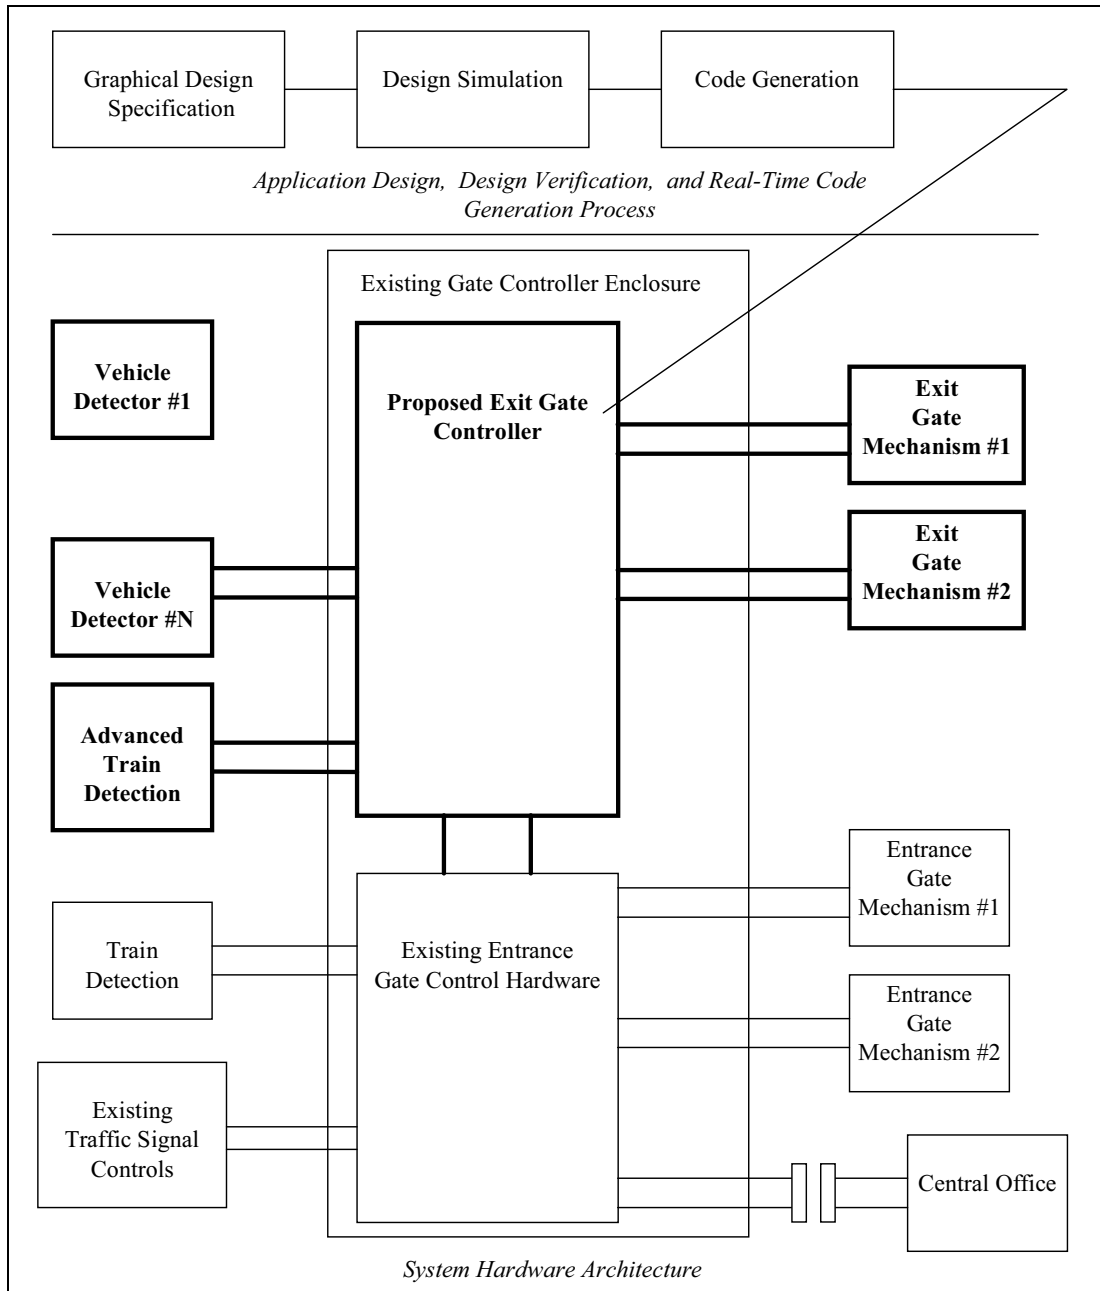 Graphical Design
Specification
Design Simulation
Code Generation
Application Design, Design Verification, and Real-Time Code
Generation Process
Existing Gate Controller Enclosure
Vehicle
Detector #1
Proposed Exit Gate
Controller
Exit
Gate
Mechanism #1
Vehicle
Detector #N
Exit
Gate
Mechanism #2
Advanced
Train
Detection
Entrance
Gate
Mechanism #1
Train
Detection
Existing Entrance
Gate Control Hardware
Entrance
Gate
Mechanism #2
Existing
Traffic Signal
Controls
Central Office
System Hardware Architecture